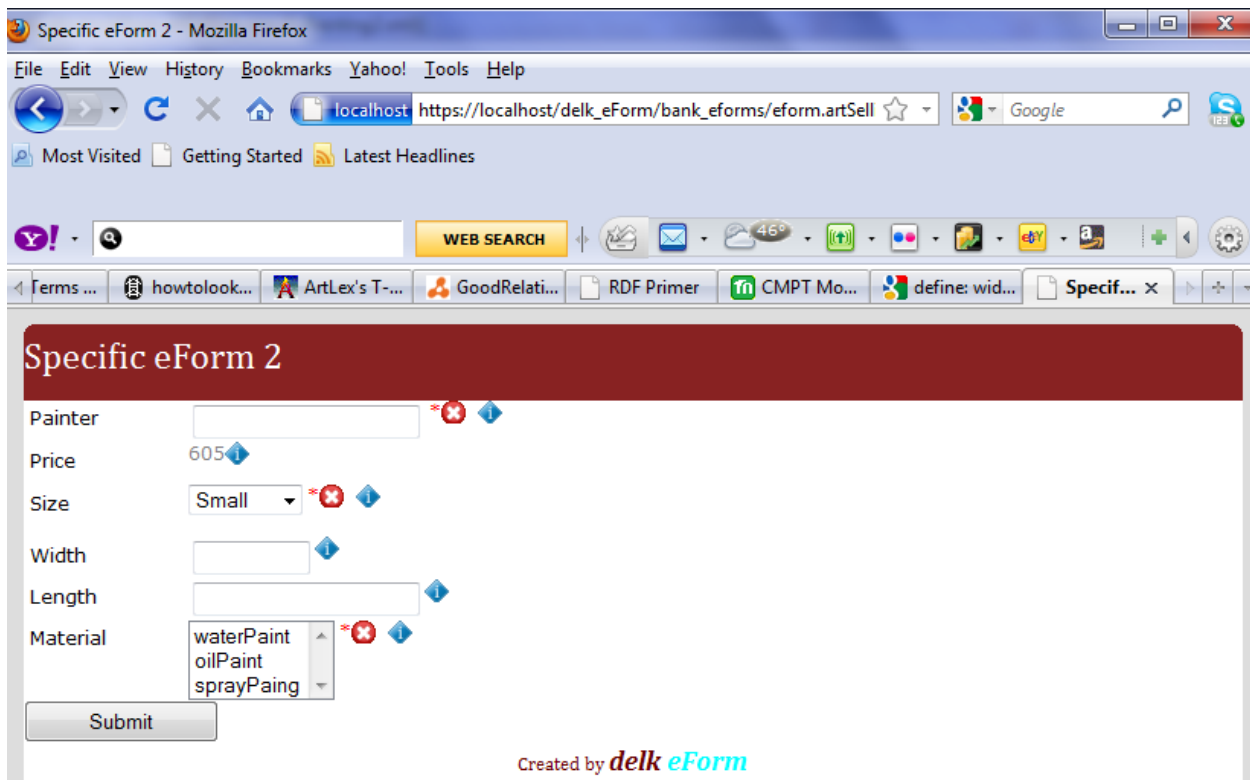 Specific eForm 2 - Mozilla Firefox
File Edit View History Bookmarks Yahoo! Tools Help
localhost https://localhost/delk_eForm/bank_eforms/eform.artSell Google
Most Visited Getting Started Latest Headlines
Y! WEB SEARCH 46° ebY a
Terms ... howtolook... ArtLex's T-... GoodRelati... RDF Primer Tn CMPT Mo... define: wid... Specif...
Specific eForm 2
Painter *
Price 605
Size Small *
Width
Length
Material waterPaint *
oilPaint
sprayPaing
Submit
Created by delk eForm